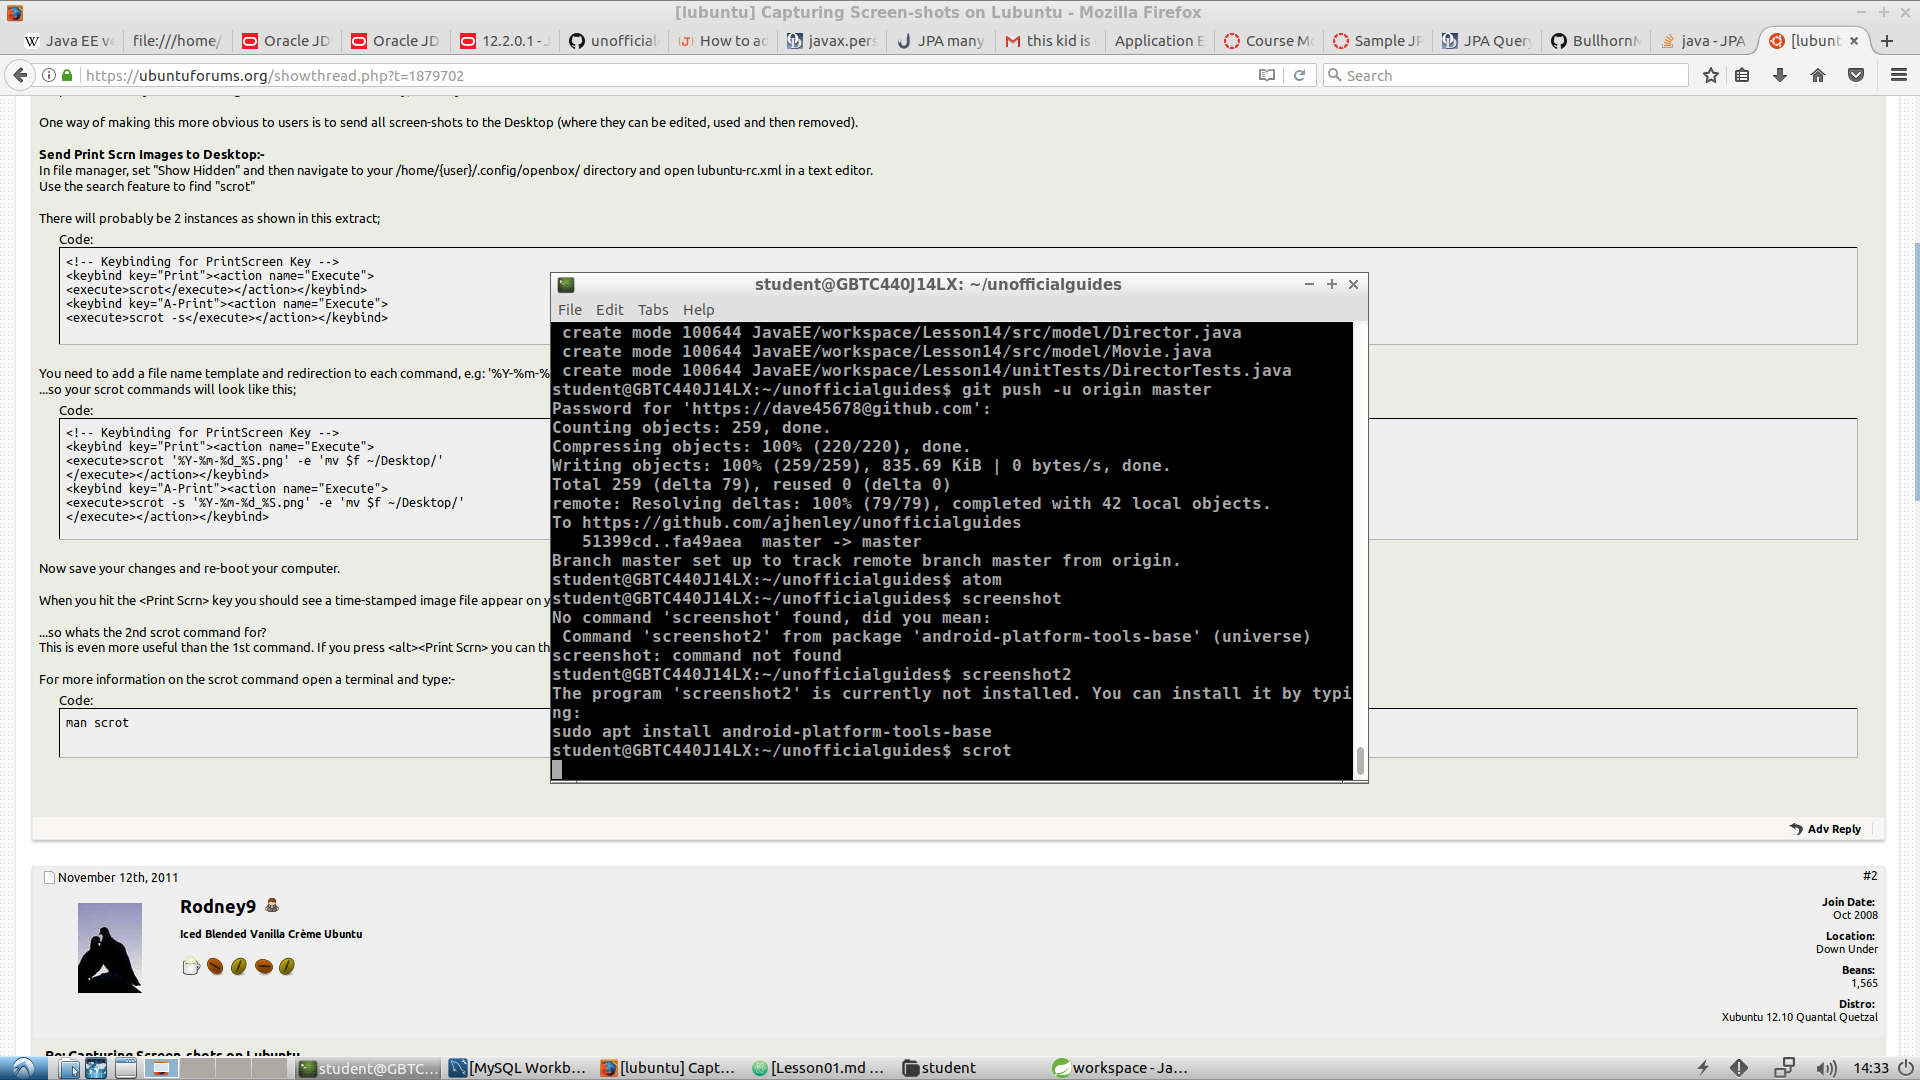 [lubuntu] Capturing Screen-shots on Lubuntu - Mozilla Firefox
Java EE ve
file:///home/
Oracle JD
Oracle JD
12.2.0.1 - J
unofficial
How to ad
javax.pers
JPA many
this kid is
Application E
Course Mo
Sample JP
JPA Query
BullhornM
java - JPA
[lubunt
https://ubuntuforums.org/showthread.php?t=1879702
Search
One way of making this more obvious to users is to send all screen-shots to the Desktop (where they can be edited, used and then removed).
Send Print Scrn Images to Desktop:-
In file manager, set "Show Hidden" and then navigate to your /home/{user}/.config/openbox/ directory and open lubuntu-rc.xml in a text editor.
Use the search feature to find "scrot"
There will probably be 2 instances as shown in this extract;
Code:
<!-- Keybinding for PrintScreen Key -->
<keybind key="Print"><action name="Execute">
<execute>scrot</execute></action></keybind>
<keybind key="A-Print"><action name="Execute">
<execute>scrot -s</execute></action></keybind>
You need to add a file name template and redirection to each command, e.g: '%Y-%m-%
...so your scrot commands will look like this;
Code:
<!-- Keybinding for PrintScreen Key -->
<keybind key="Print"><action name="Execute">
<execute>scrot '%Y-%m-%d_%S.png' -e 'mv $f ~/Desktop/'
</execute></action></keybind>
<keybind key="A-Print"><action name="Execute">
<execute>scrot -s '%Y-%m-%d_%S.png' -e 'mv $f ~/Desktop/'
</execute></action></keybind>
Now save your changes and re-boot your computer.
When you hit the <Print Scrn> key you should see a time-stamped image file appear on y
...so whats the 2nd scrot command for?
This is even more useful than the 1st command. If you press <alt><Print Scrn> you can th
For more information on the scrot command open a terminal and type:-
Code:
man scrot
student@GBTC440J14LX: ~/unofficialguides
File Edit Tabs Help
create mode 100644 JavaEE/workspace/Lesson14/src/model/Director.java
create mode 100644 JavaEE/workspace/Lesson14/src/model/Movie.java
create mode 100644 JavaEE/workspace/Lesson14/unitTests/DirectorTests.java
student@GBTC440J14LX:~/unofficialguides$ git push -u origin master
Password for 'https://dave45678@github.com':
Counting objects: 259, done.
Compressing objects: 100% (220/220), done.
Writing objects: 100% (259/259), 835.69 KiB | 0 bytes/s, done.
Total 259 (delta 79), reused 0 (delta 0)
remote: Resolving deltas: 100% (79/79), completed with 42 local objects.
To https://github.com/ajhenley/unofficialguides
51399cd..fa49aea  master -> master
Branch master set up to track remote branch master from origin.
student@GBTC440J14LX:~/unofficialguides$ atom
student@GBTC440J14LX:~/unofficialguides$ screenshot
No command 'screenshot' found, did you mean:
Command 'screenshot2' from package 'android-platform-tools-base' (universe)
screenshot: command not found
student@GBTC440J14LX:~/unofficialguides$ screenshot2
The program 'screenshot2' is currently not installed. You can install it by typi
ng:
sudo apt install android-platform-tools-base
student@GBTC440J14LX:~/unofficialguides$ scrot
Adv Reply
November 12th, 2011
#2
Rodney9
Iced Blended Vanilla Crème Ubuntu
Join Date:
Oct 2008
Location:
Down Under
Beans:
1,565
Distro:
Xubuntu 12.10 Quantal Quetzal
Re: Capturing Screen-shots on Lubuntu
student@GBTC...
[MySQL Workb...
[lubuntu] Capt...
[Lesson01.md ...
student
workspace - Ja...
14:33